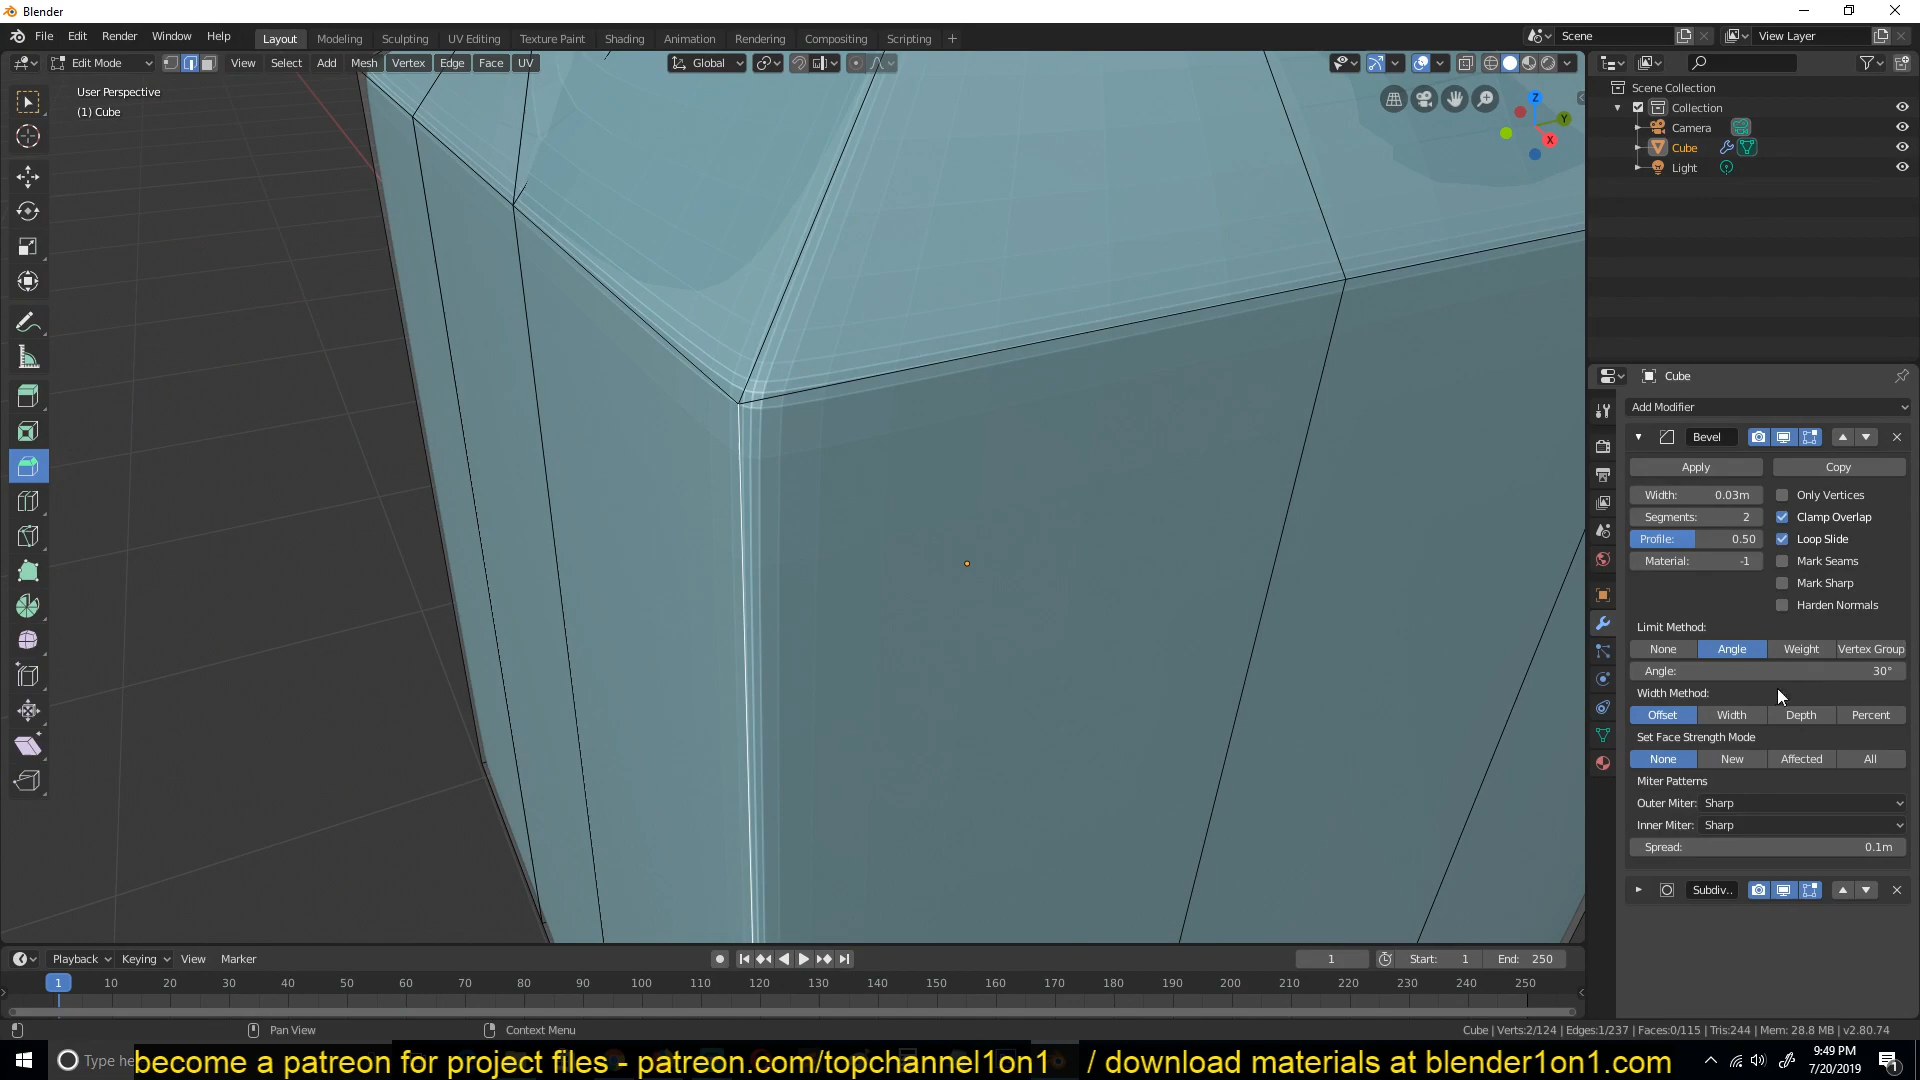 Blender
File Edit Render Window Help
Layout Modeling Sculpting UV Editing Texture Paint Shading Animation Rendering Compositing Scripting
Scene View Layer
Edit Mode View Select Add Mesh Vertex Edge Face UV Global
User Perspective
(1) Cube
Z
Y
X
Scene Collection
Collection
Camera
Cube
Light
Cube
Add Modifier
Bevel
Apply Copy
Width: 0.03m Only Vertices
Segments: 2 Clamp Overlap
Profile: 0.50 Loop Slide
Material: -1 Mark Seams
Mark Sharp
Harden Normals
Limit Method:
None Angle Weight Vertex Group
Angle: 30°
Width Method:
Offset Width Depth Percent
Set Face Strength Mode
None New Affected All
Miter Patterns
Outer Miter: Sharp
Inner Miter: Sharp
Spread: 0.1m
Subdiv..
Playback Keying View Marker 1 Start: 1 End: 250
1 10 20 30 40 50 60 70 80 90 100 110 120 130 140 150 160 170 180 190 200 210 220 230 240 250
Pan View Context Menu Cube | Verts:2/124 | Edges:1/237 | Faces:0/115 | Tris:244 | Mem: 28.8 MB | v2.80.74
Type he
become a patreon for project files - patreon.com/topchannel1on1 / download materials at blender1on1.com
9:49 PM
7/20/2019
1